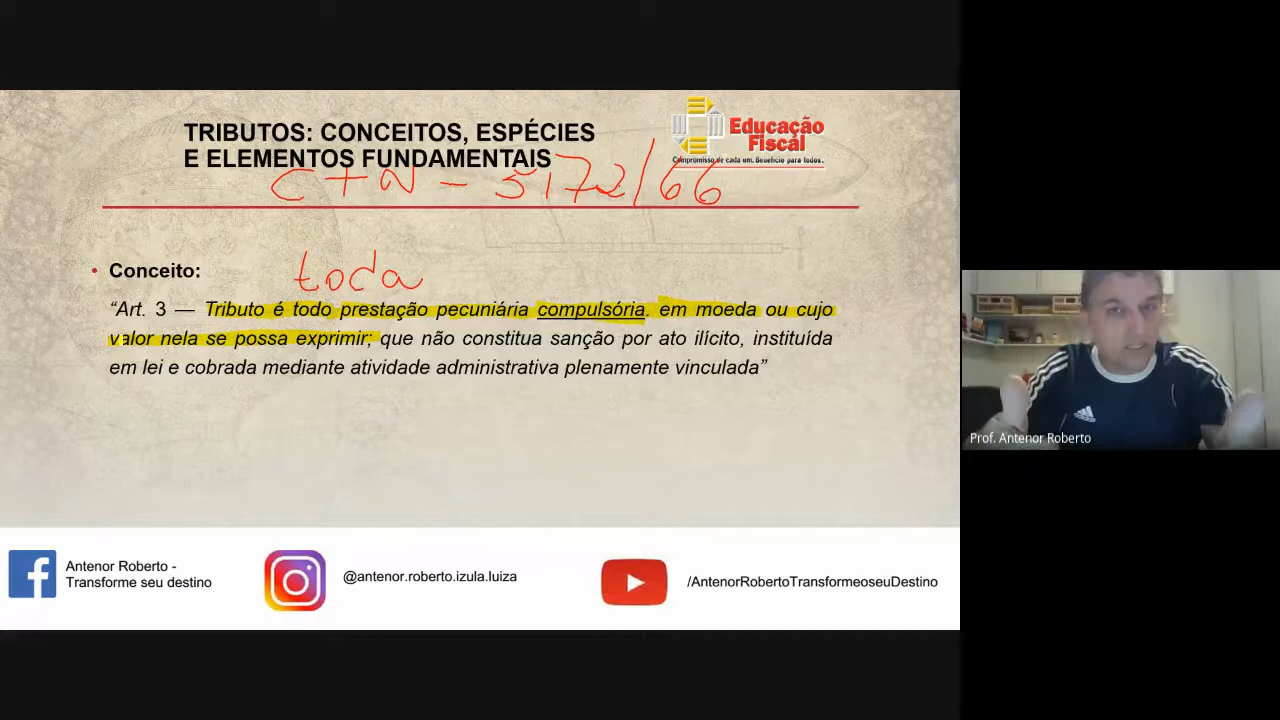 TRIBUTOS: CONCEITOS, ESPÉCIES
E ELEMENTOS FUNDAMENTAIS
Educação
Fiscal
Compromisso de cada um. Benefício para todos.
CTN - 5172/66
• Conceito:
toda
“Art. 3 — Tributo é todo prestação pecuniária compulsória. em moeda ou cujo
valor nela se possa exprimir; que não constitua sanção por ato ilícito, instituída
em lei e cobrada mediante atividade administrativa plenamente vinculada”
adidas
Prof. Antenor Roberto
Antenor Roberto -
Transforme seu destino
@antenor.roberto.izula.luiza
/AntenorRobertoTransformeoseuDestino